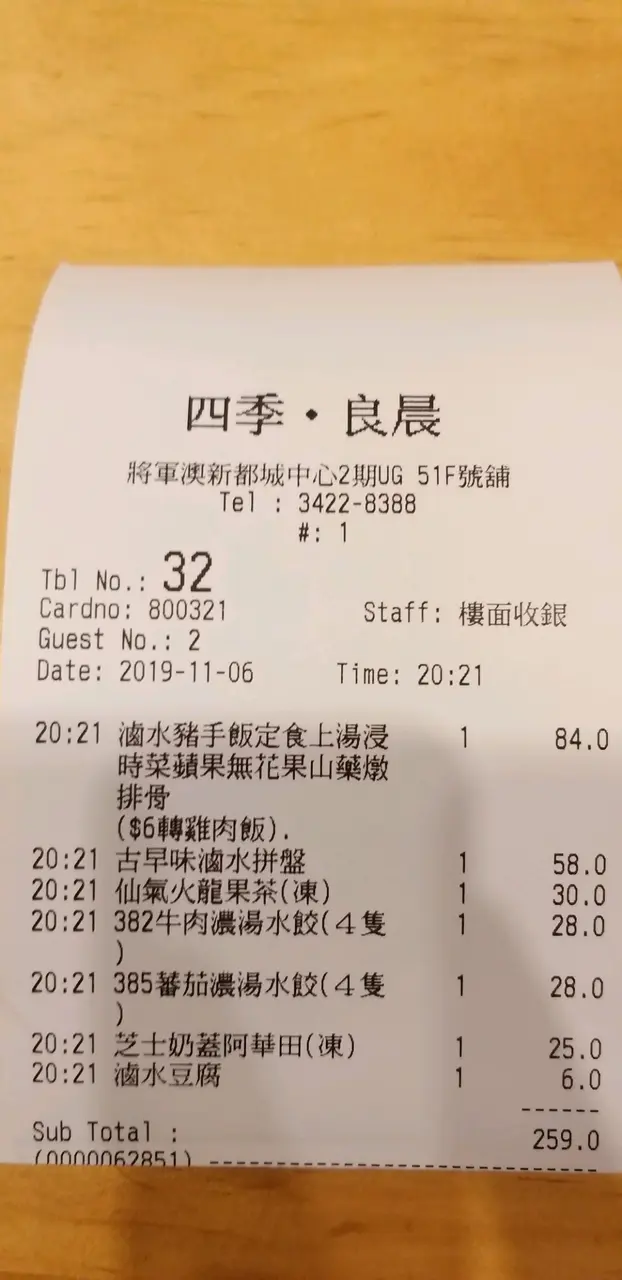 四季・良晨
將軍澳新都城中心2期UG 51F號舖
Tel : 3422-8388
#: 1
Tbl No.: 32
Cardno: 800321 Staff: 樓面收銀
Guest No.: 2
Date: 2019-11-06 Time: 20:21
20:21 滷水豬手飯定食上湯浸 1 84.0
時菜蘋果無花果山藥燉
排骨
($6轉雞肉飯).
20:21 古早味滷水拼盤 1 58.0
20:21 仙氣火龍果茶(凍) 1 30.0
20:21 382牛肉濃湯水餃(４隻 1 28.0
)
20:21 385蕃茄濃湯水餃(４隻 1 28.0
)
20:21 芝士奶蓋阿華田(凍) 1 25.0
20:21 滷水豆腐 1 6.0
------
Sub Total : 259.0
(0000062851) -----------------------------